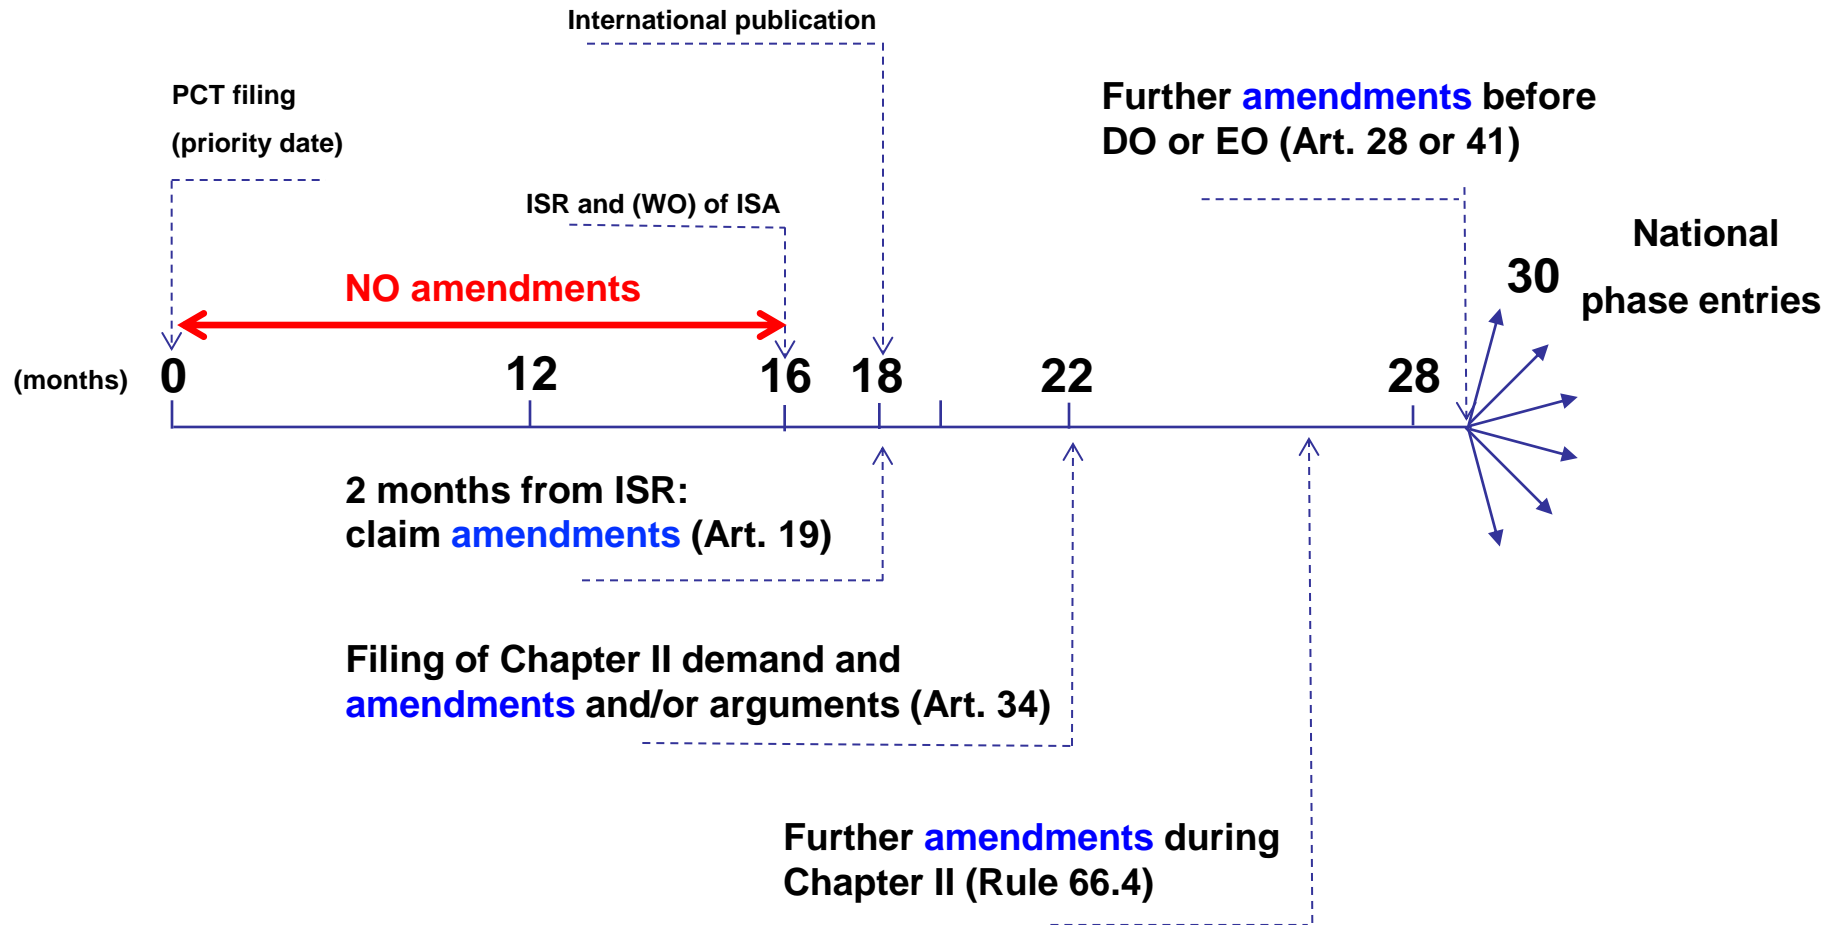 International publication
PCT filing
(priority date)
Further amendments before
DO or EO (Art. 28 or 41)
ISR and (WO) of ISA
National
phase entries
30
NO amendments
(months) 0 12 16 18 22 28
2 months from ISR:
claim amendments (Art. 19)
Filing of Chapter II demand and
amendments and/or arguments (Art. 34)
Further amendments during
Chapter II (Rule 66.4)